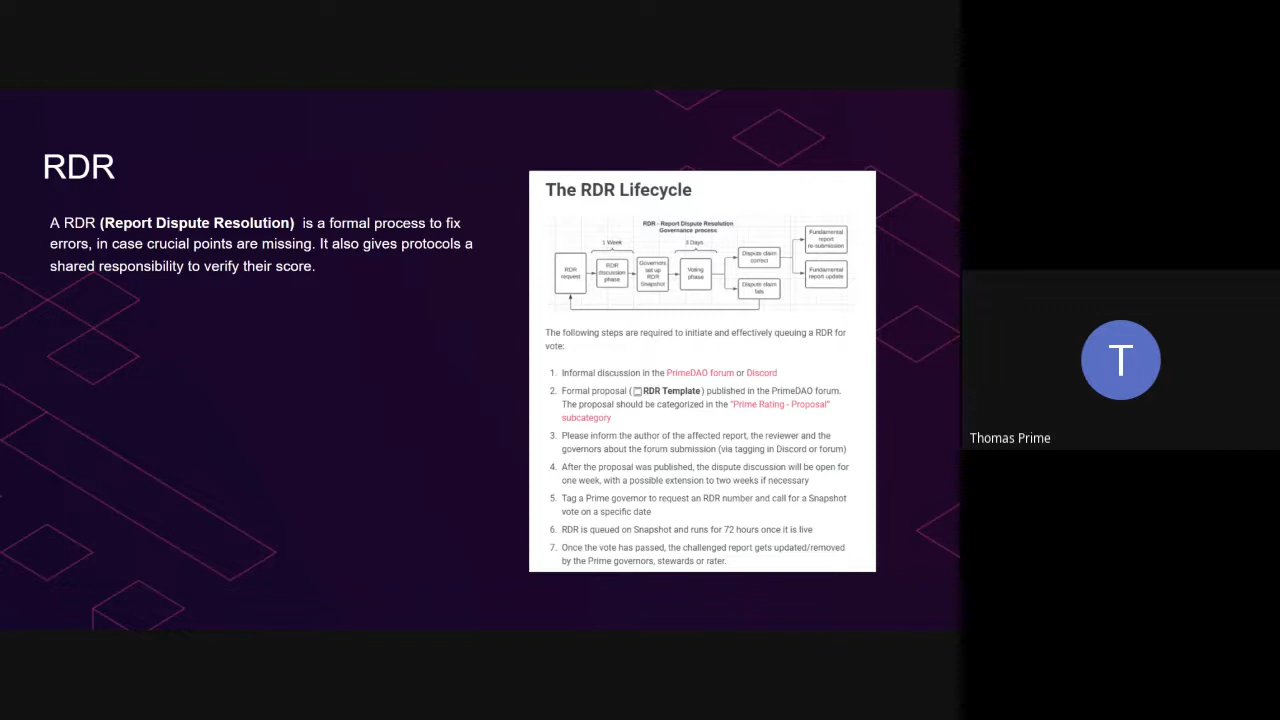 RDR
A RDR (Report Dispute Resolution) is a formal process to fix
errors, in case crucial points are missing. It also gives protocols a
shared responsibility to verify their score.
The RDR Lifecycle
RDR - Report Dispute Resolution
Governance process
1 Week
3 Days
RDR
request
RDR
discussion
phase
Governors
set up
RDR
Snapshot
Voting
phase
Dispute claim
correct
Dispute claim
fails
Fundamental
report
re-submission
Fundamental
report update
The following steps are required to initiate and effectively queuing a RDR for
vote:
1. Informal discussion in the PrimeDAO forum or Discord
2. Formal proposal (RDR Template) published in the PrimeDAO forum.
The proposal should be categorized in the "Prime Rating - Proposal"
subcategory
3. Please inform the author of the affected report, the reviewer and the
governors about the forum submission (via tagging in Discord or forum)
4. After the proposal was published, the dispute discussion will be open for
one week, with a possible extension to two weeks if necessary
5. Tag a Prime governor to request an RDR number and call for a Snapshot
vote on a specific date
6. RDR is queued on Snapshot and runs for 72 hours once it is live
7. Once the vote has passed, the challenged report gets updated/removed
by the Prime governors, stewards or rater.
T
Thomas Prime